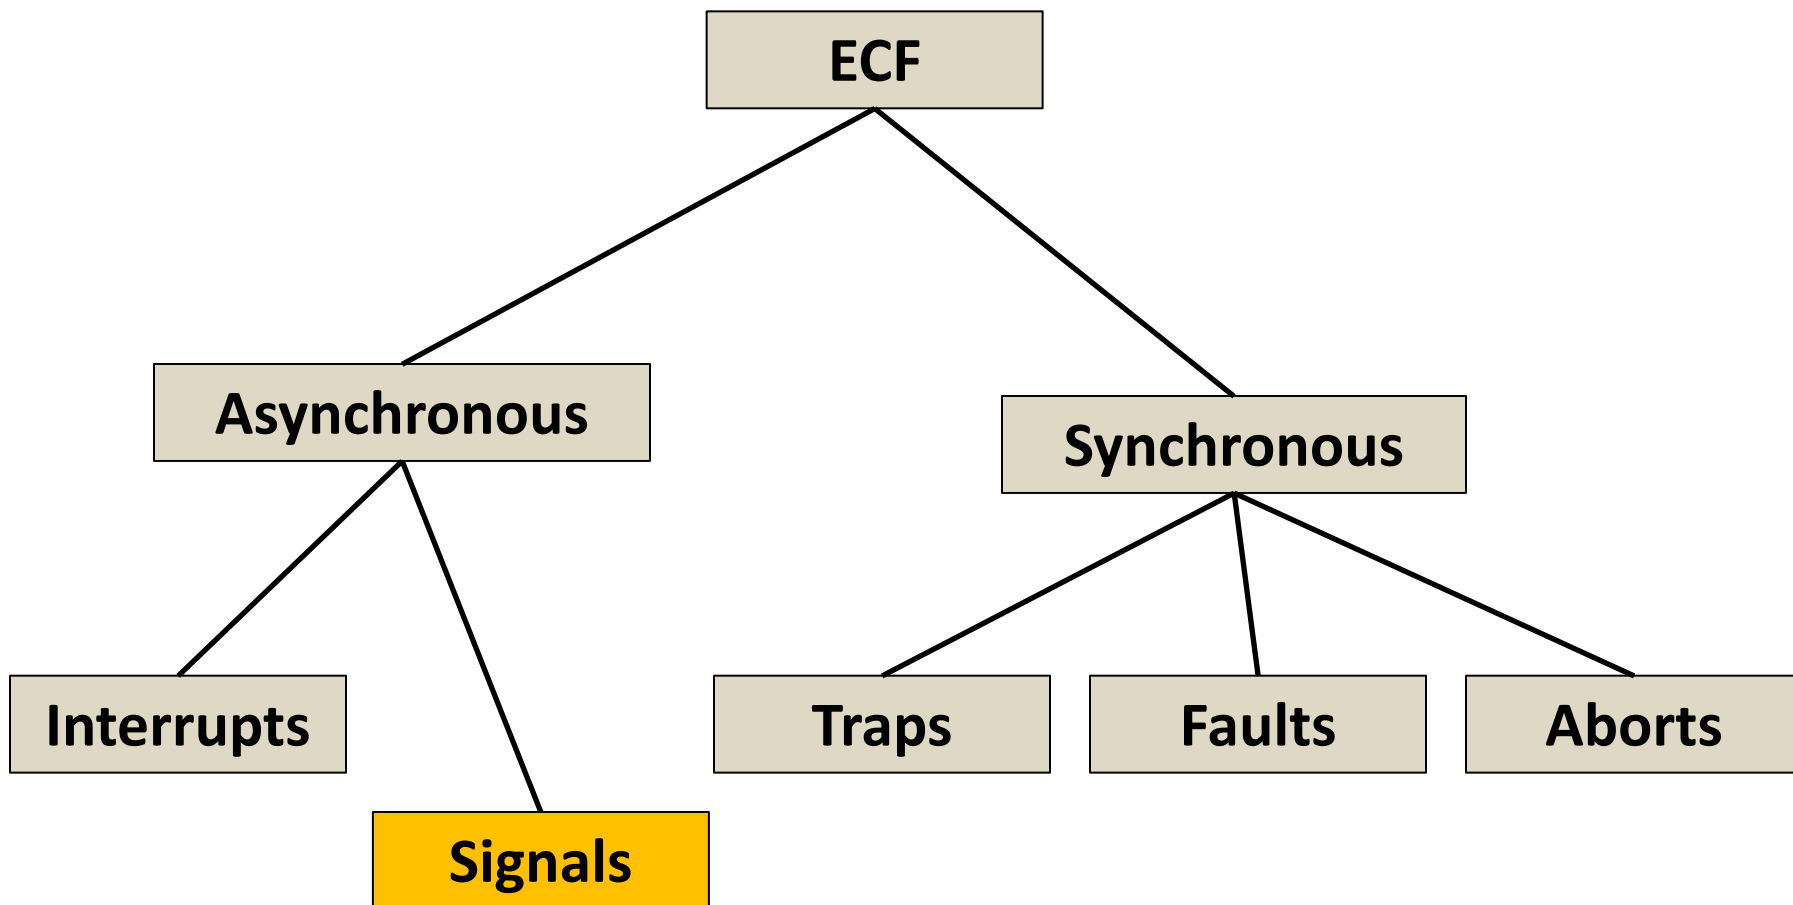 ECF
Asynchronous
Synchronous
Interrupts
Traps
Faults
Aborts
Signals